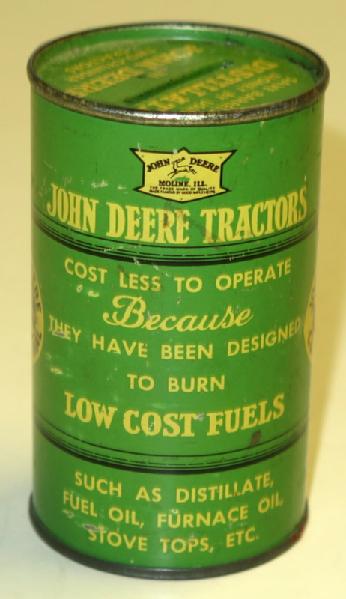 JOHN DEERE
MOLINE, ILL.
JOHN DEERE TRACTORS
COST LESS TO OPERATE
Because
THEY HAVE BEEN DESIGNED
TO BURN
LOW COST FUELS
SUCH AS DISTILLATE,
FUEL OIL, FURNACE OIL,
STOVE TOPS, ETC.